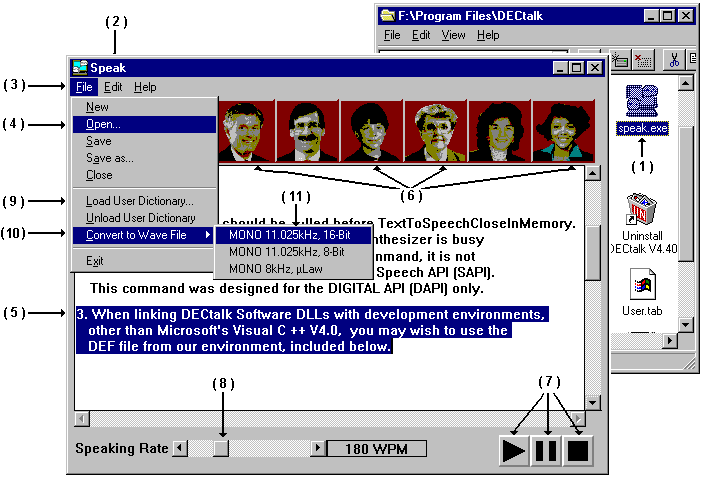 ( 2 )
F:\Program Files\DECtalk
File Edit View Help
Speak
( 3 )
File Edit Help
New
( 4 )
Open...
Save
Save as...
Close
speak.exe
( 1 )
( 6 )
( 11 )
( 9 )
Load User Dictionary...
Unload User Dictionary
( 10 )
Convert to Wave File
Exit
MONO 11.025kHz, 16-Bit
MONO 11.025kHz, 8-Bit
MONO 8kHz, µLaw
should be called before TextToSpeechCloseInMemory.
nthesizer is busy
mmand, it is not
Speech API (SAPI).
This command was designed for the DIGITAL API (DAPI) only.
( 5 )
3. When linking DECtalk Software DLLs with development environments,
other than Microsoft's Visual C ++ V4.0, you may wish to use the
DEF file from our environment, included below.
Uninstall
DECtalk V4.40
User.tab
( 8 )
( 7 )
Speaking Rate
180 WPM